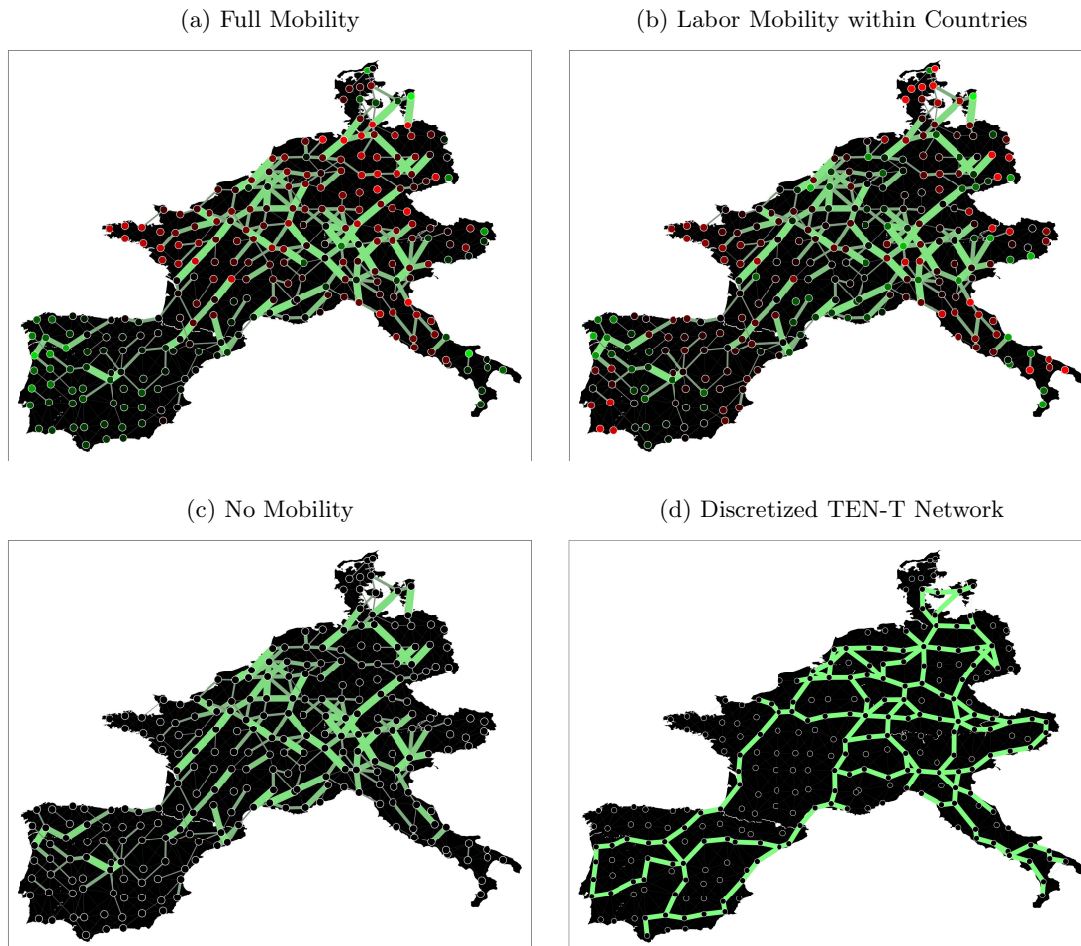 (a) Full Mobility
(b) Labor Mobility within Countries
(c) No Mobility
(d) Discretized TEN-T Network